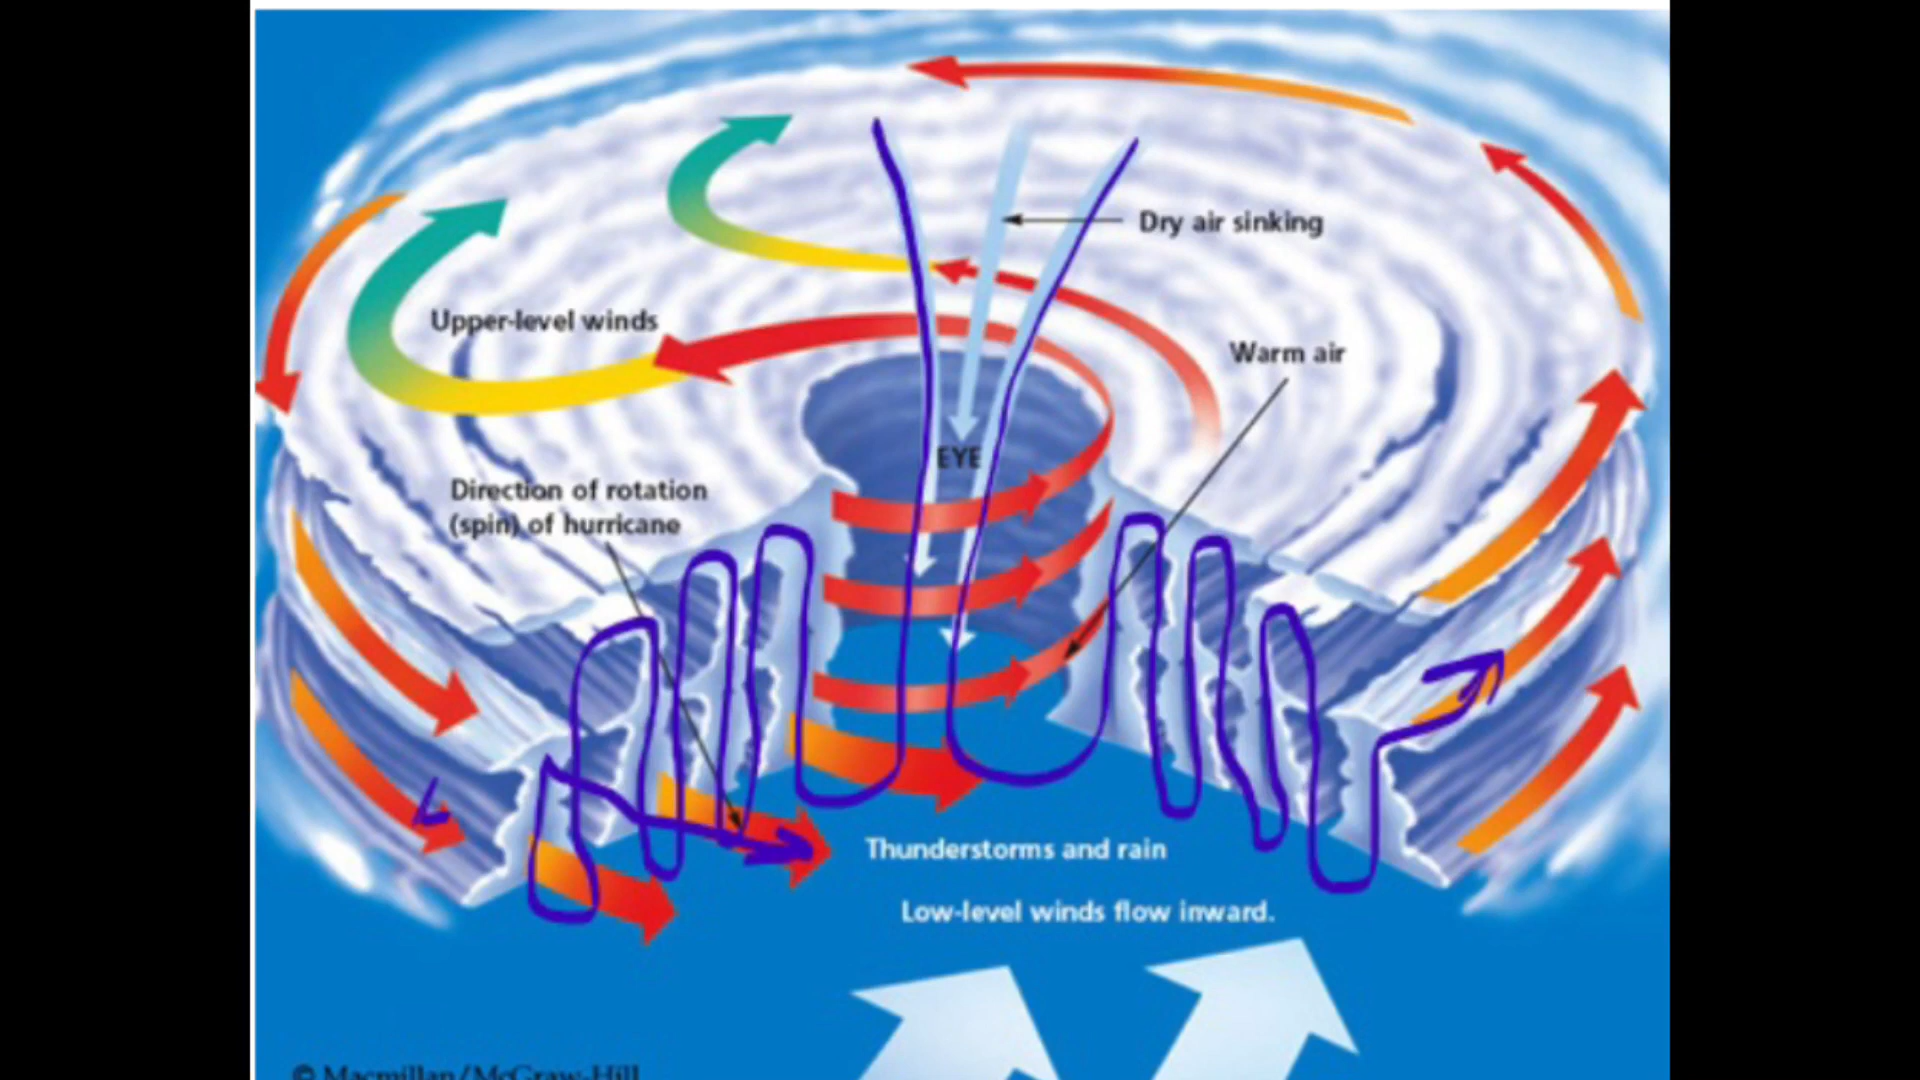 Dry air sinking
Upper-level winds
Warm air
EYE
Direction of rotation
(spin) of hurricane
Thunderstorms and rain
Low-level winds flow inward.
© Macmillan/McGraw-Hill